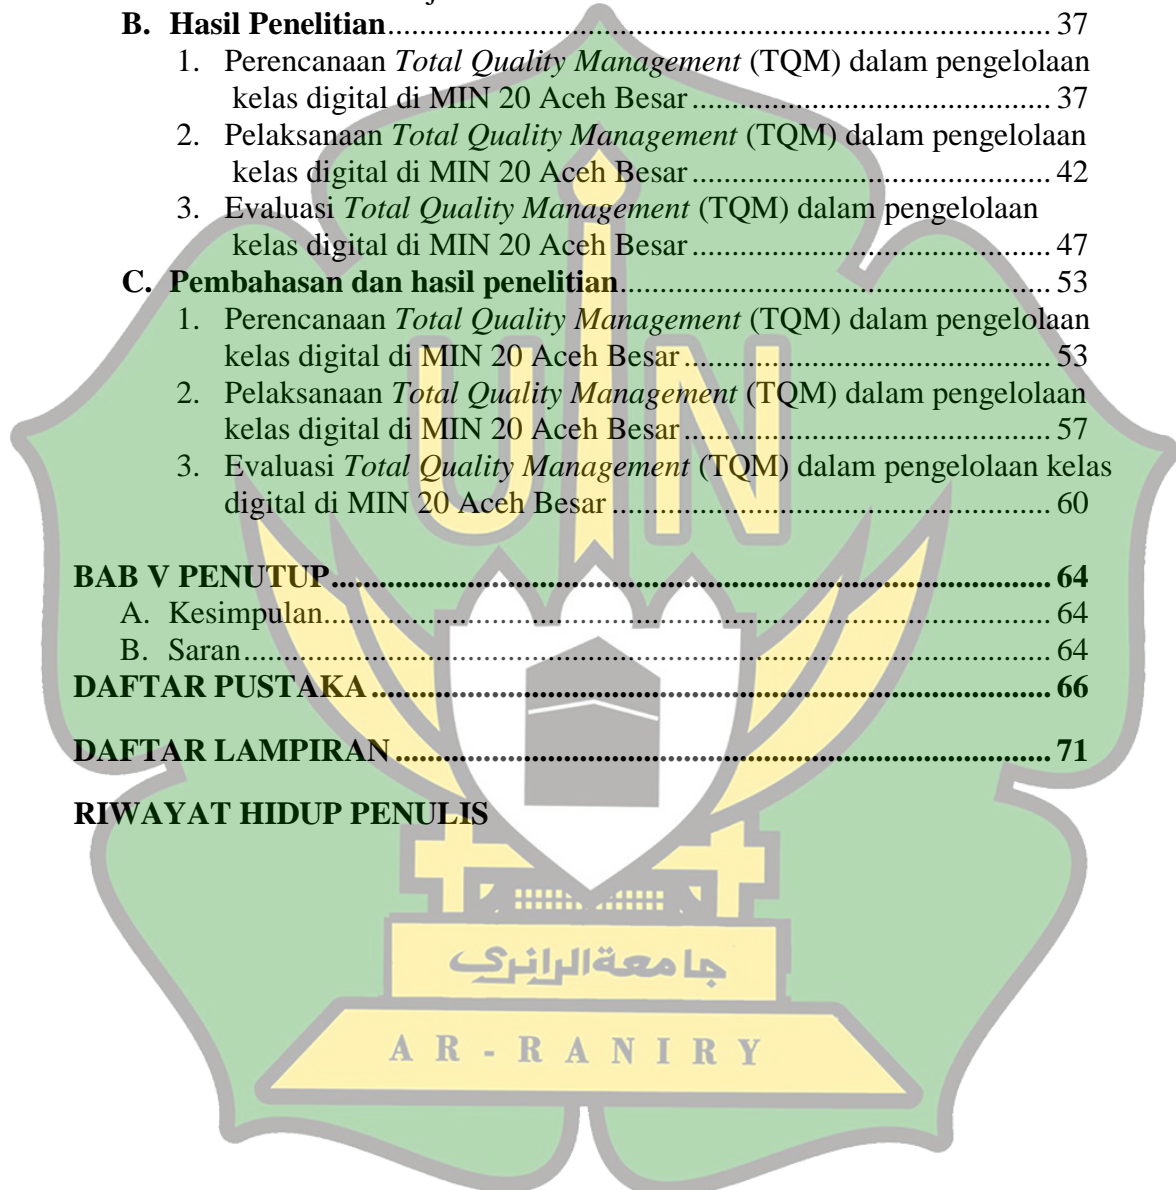 B. Hasil Penelitian.......... 37
1. Perencanaan Total Quality Management (TQM) dalam pengelolaan
kelas digital di MIN 20 Aceh Besar.......... 37
2. Pelaksanaan Total Quality Management (TQM) dalam pengelolaan
kelas digital di MIN 20 Aceh Besar.......... 42
3. Evaluasi Total Quality Management (TQM) dalam pengelolaan
kelas digital di MIN 20 Aceh Besar.......... 47
C. Pembahasan dan hasil penelitian.......... 53
1. Perencanaan Total Quality Management (TQM) dalam pengelolaan
kelas digital di MIN 20 Aceh Besar.......... 53
2. Pelaksanaan Total Quality Management (TQM) dalam pengelolaan
kelas digital di MIN 20 Aceh Besar.......... 57
3. Evaluasi Total Quality Management (TQM) dalam pengelolaan kelas
digital di MIN 20 Aceh Besar.......... 60
UIN
BAB V PENUTUP.......... 64
A. Kesimpulan.......... 64
B. Saran.......... 64
DAFTAR PUSTAKA.......... 66
DAFTAR LAMPIRAN.......... 71
RIWAYAT HIDUP PENULIS
جامعةالرانري
AR-RANIRY